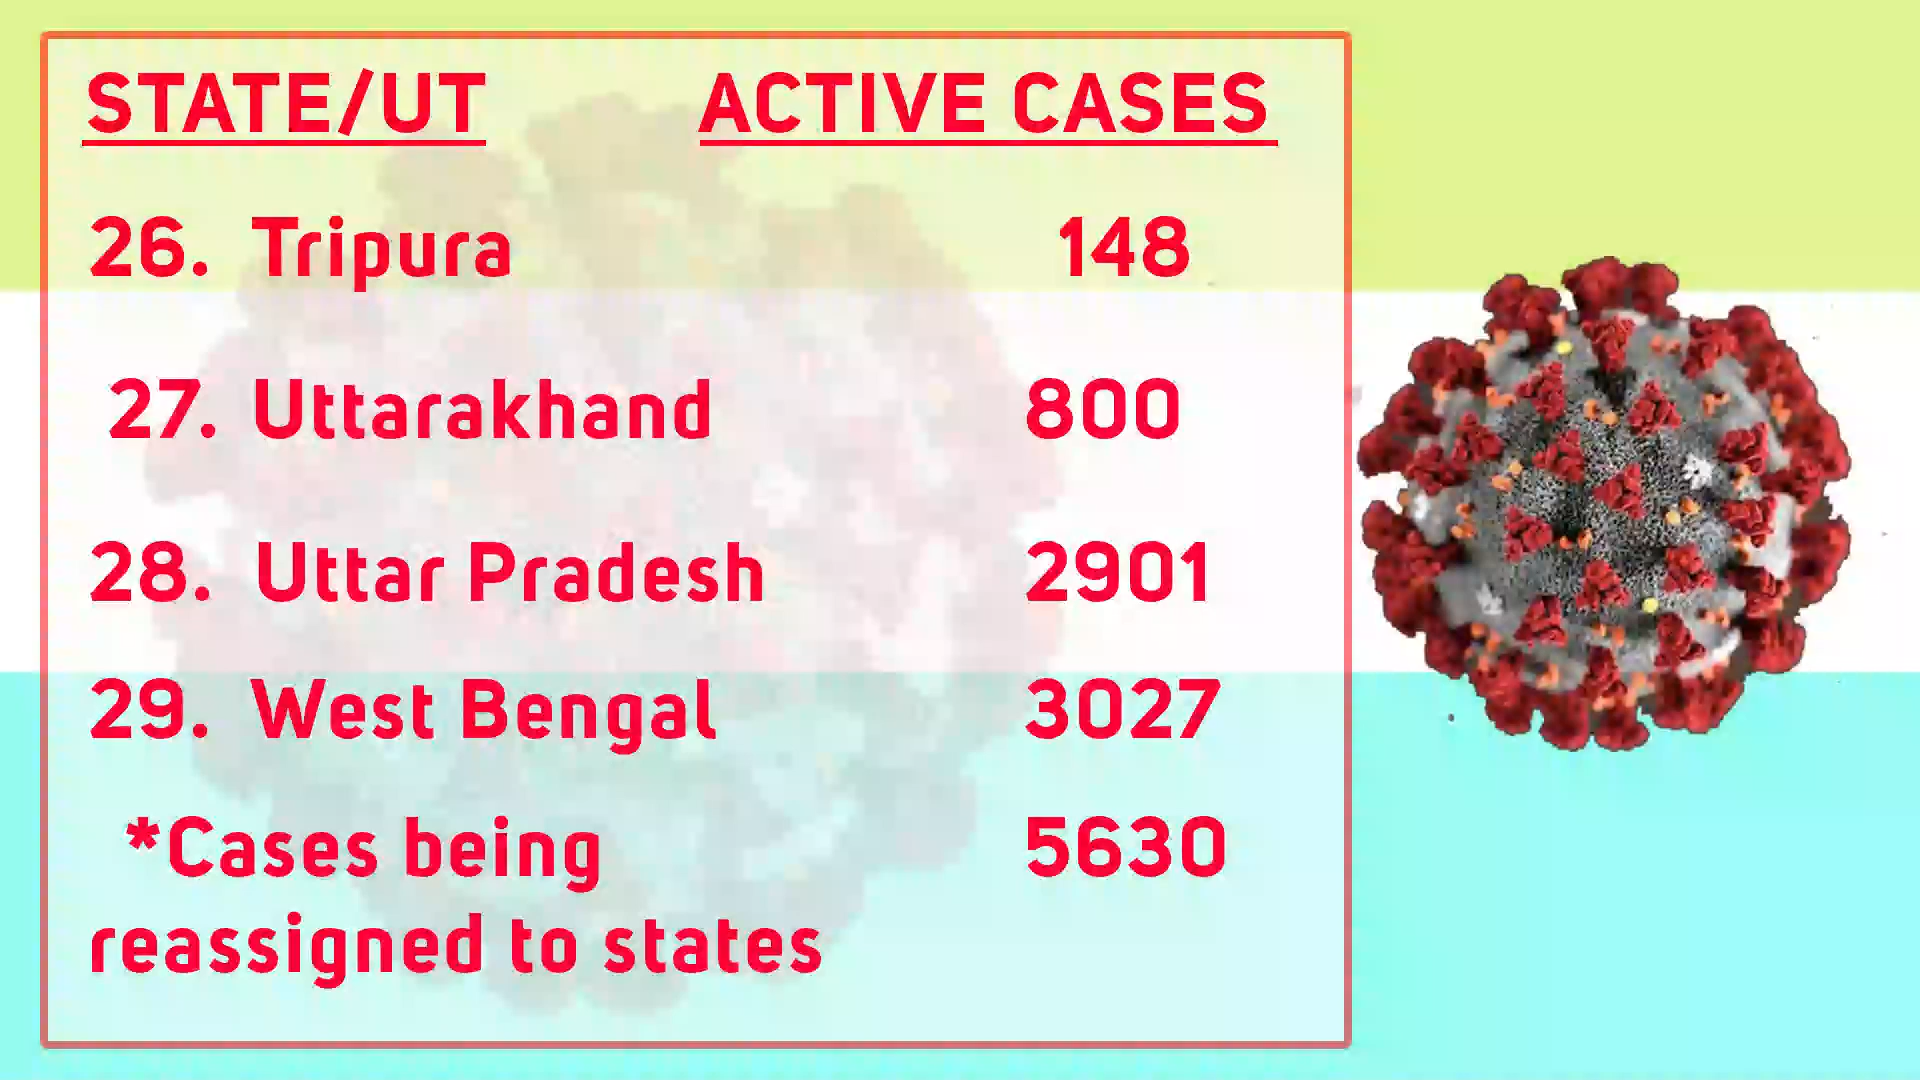 STATE/UT ACTIVE CASES
26. Tripura 148
27. Uttarakhand 800
28. Uttar Pradesh 2901
29. West Bengal 3027
*Cases being 5630
reassigned to states